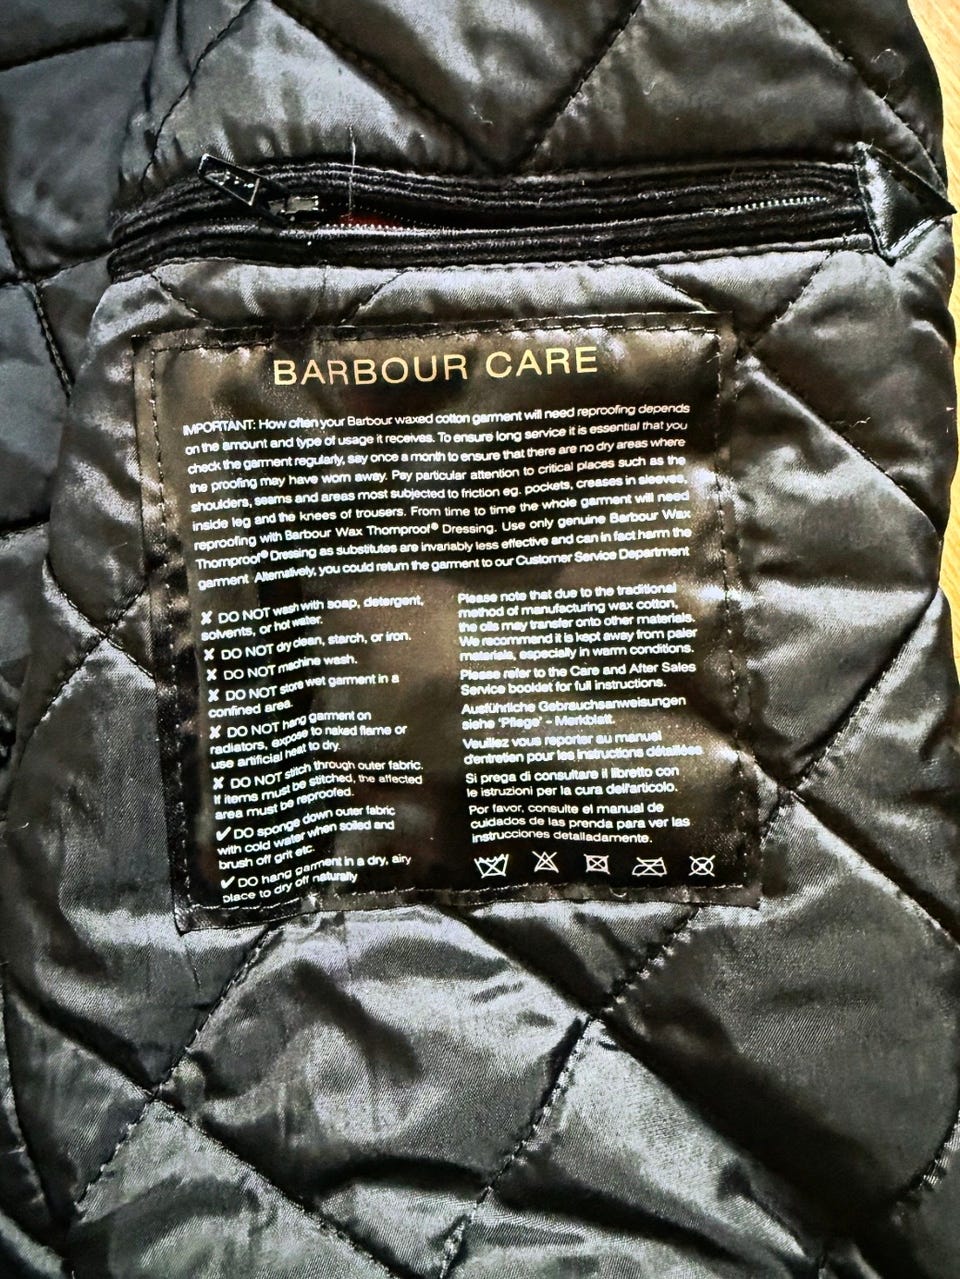 BARBOUR CARE
IMPORTANT: How often your Barbour waxed cotton garment will need reproofing depends
on the amount and type of usage it receives. To ensure long service it is essential that you
check the garment regularly, say once a month to ensure that there are no dry areas where
the proofing may have worn away. Pay particular attention to critical places such as the
shoulders, seams and areas most subjected to friction eg. pockets, creases in sleeves,
inside leg and the knees of trousers. From time to time the whole garment will need
reproofing with Barbour Wax Thornproof® Dressing. Use only genuine Barbour Wax
Thornproof® Dressing as substitutes are invariably less effective and can in fact harm the
garment Alternatively, you could return the garment to our Customer Service Department
✘ DO NOT wash with soap, detergent,
solvents, or hot water.
✘ DO NOT dry clean, starch, or iron.
✘ DO NOT machine wash.
✘ DO NOT store wet garment in a
confined area.
✘ DO NOT hang garment on
radiators, expose to naked flame or
use artificial heat to dry.
✘ DO NOT stitch through outer fabric.
If items must be stitched, the affected
area must be reproofed.
✔ DO sponge down outer fabric
with cold water when soiled and
brush off grit etc.
✔ DO hang garment in a dry, airy
place to dry off naturally
Please note that due to the traditional
method of manufacturing wax cotton,
the oils may transfer onto other materials.
We recommend it is kept away from paler
materials, especially in warm conditions.
Please refer to the Care and After Sales
Service booklet for full instructions.
Ausführliche Gebrauchsanweisungen
siehe 'Pflege' - Merkblatt.
Veuillez vous reporter au manuel
d'entretien pour les instructions détaillées.
Si prega di consultare il libretto con
le istruzioni per la cura dell'articolo.
Por favor, consulte el manual de
cuidados de las prenda para ver las
instrucciones detalladamente.